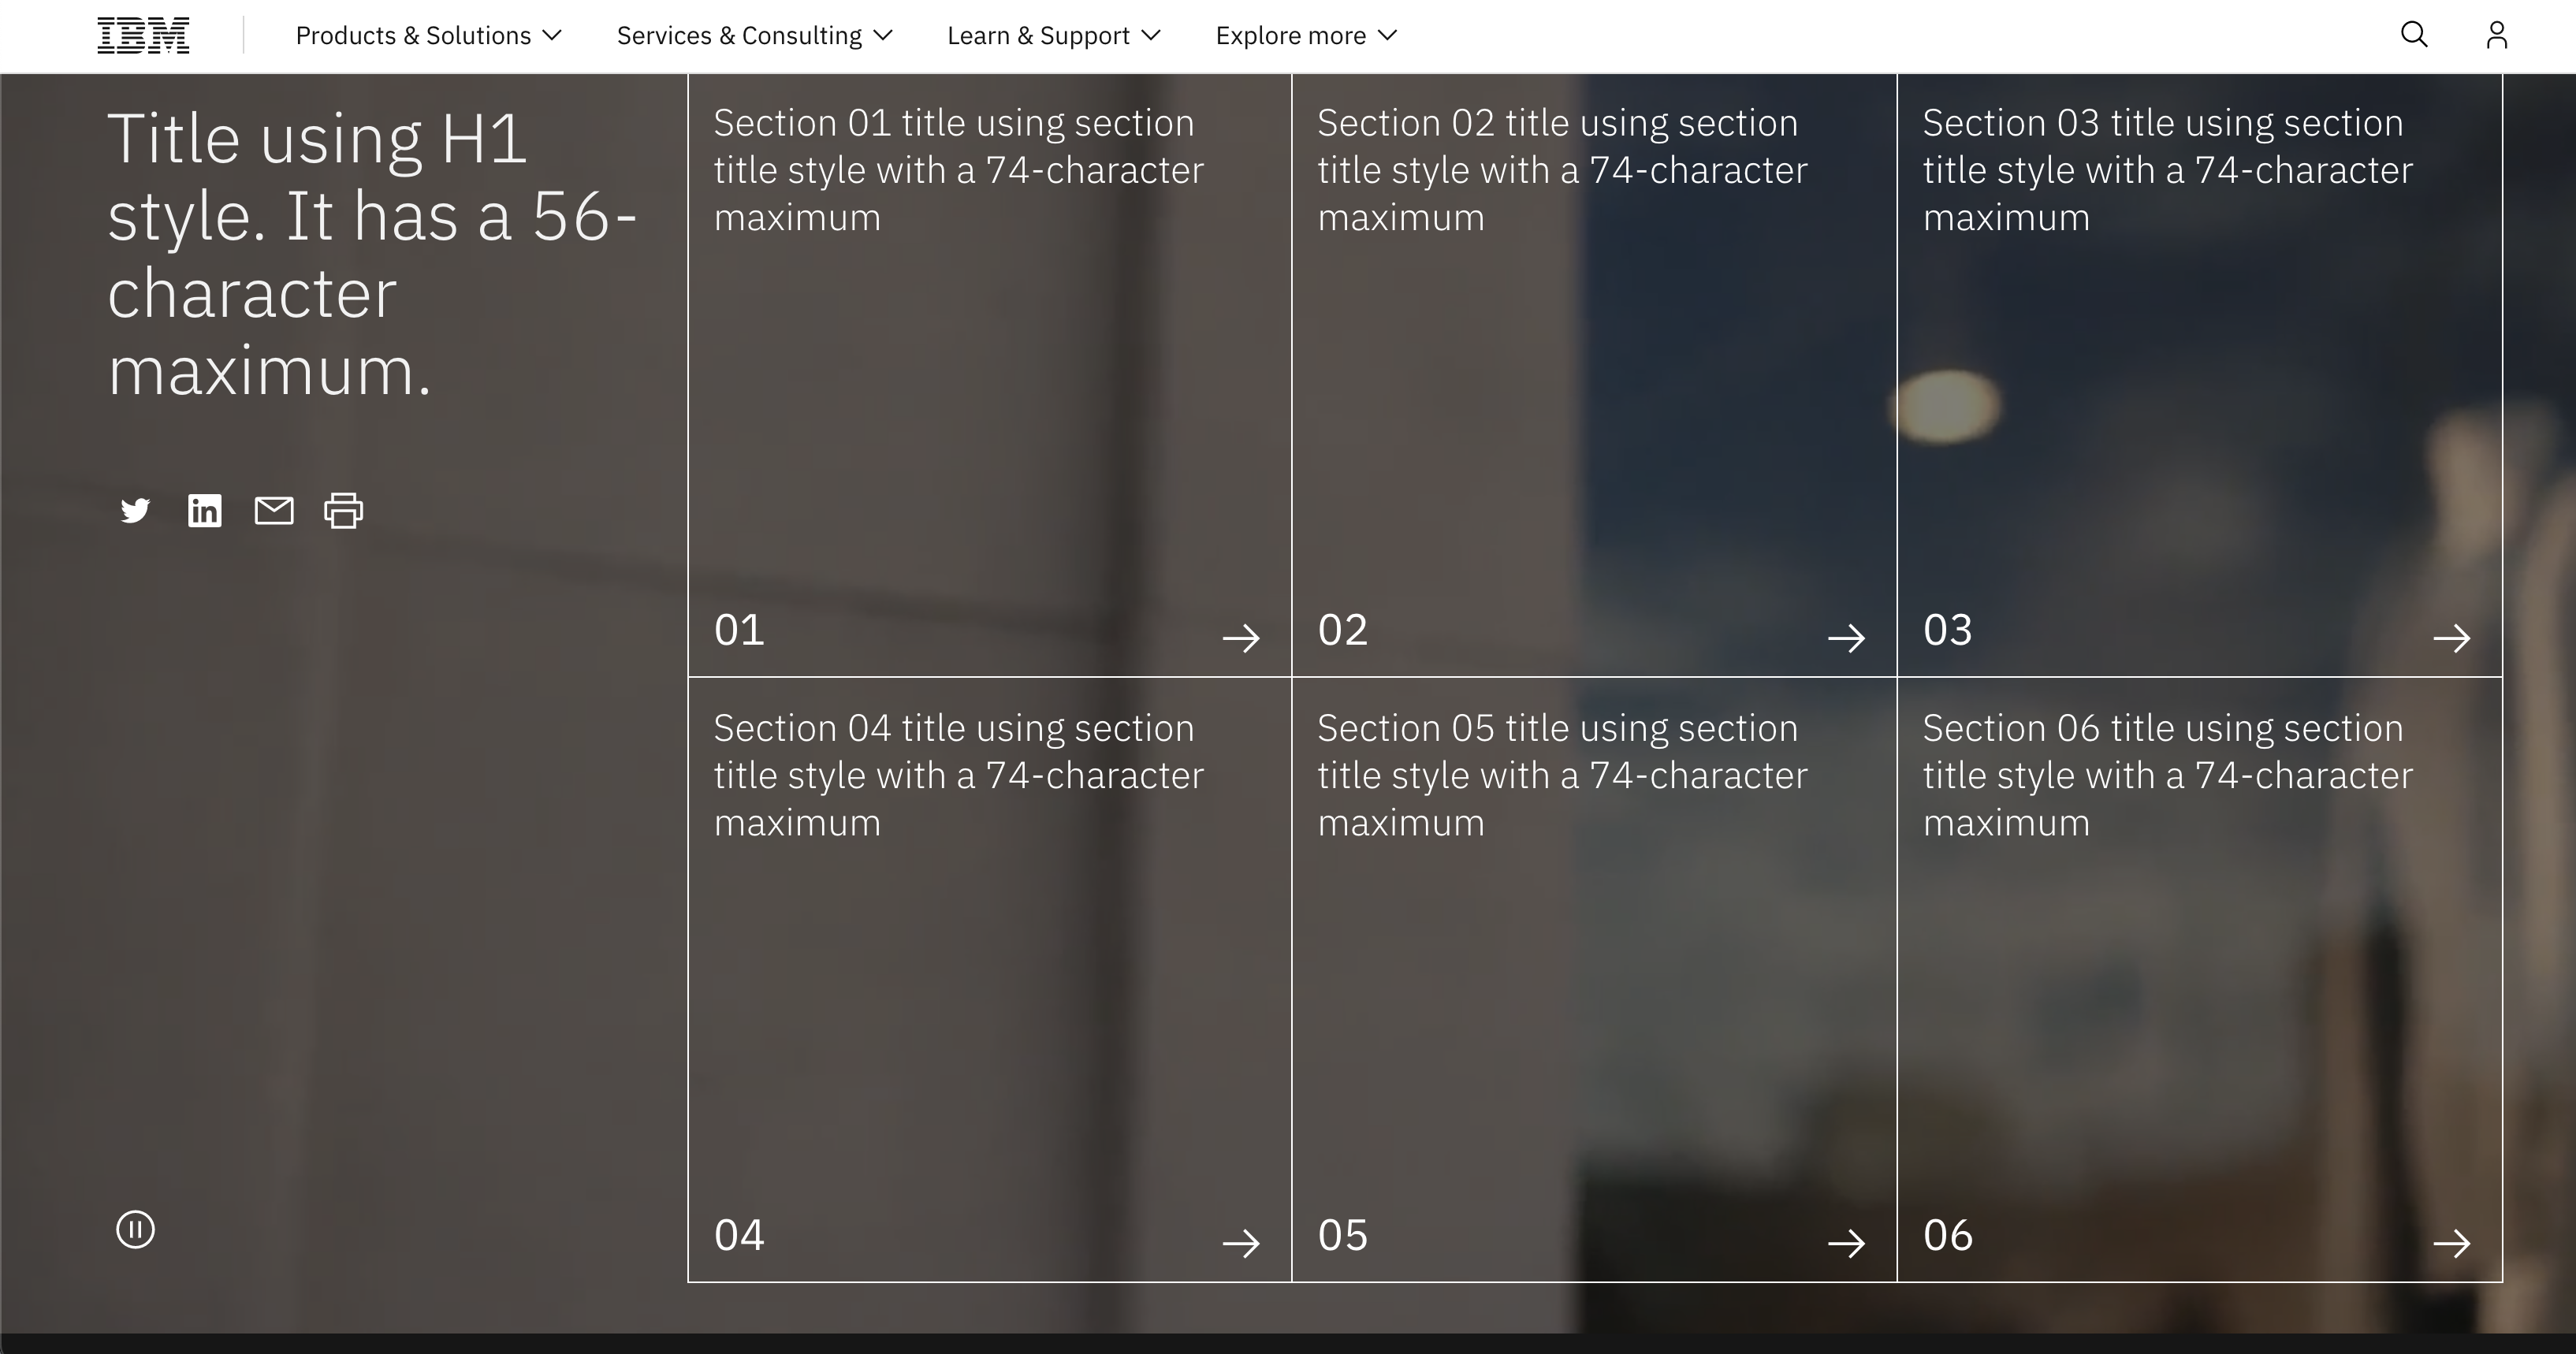 IBM
Products & Solutions
Services & Consulting
Learn & Support
Explore more
Title using H1
style. It has a 56-
character
maximum.
in
Section 01 title using section
title style with a 74-character
maximum
01
Section 02 title using section
title style with a 74-character
maximum
02
Section 03 title using section
title style with a 74-character
maximum
03
Section 04 title using section
title style with a 74-character
maximum
04
Section 05 title using section
title style with a 74-character
maximum
05
Section 06 title using section
title style with a 74-character
maximum
06